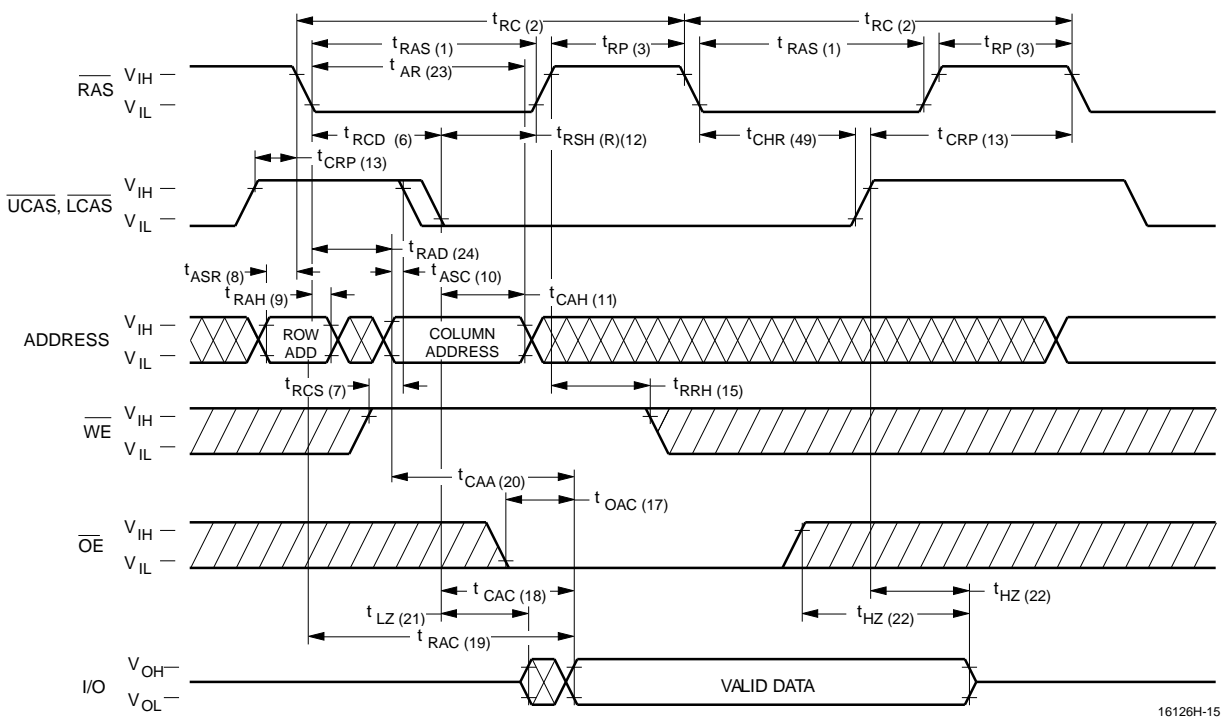 t RC (2) t RC (2)
t RAS (1) t RP (3) t RAS (1) t RP (3)
t AR (23)
RAS V IH
V IL
t RCD (6) t RSH (R)(12) t CHR (49) t CRP (13)
t CRP (13)
UCAS, LCAS V IH
V IL
t RAD (24)
t ASR (8) t ASC (10)
t RAH (9) t CAH (11)
ADDRESS V IH
V IL
ROW ADD
COLUMN ADDRESS
t RCS (7) t RRH (15)
WE V IH
V IL
t CAA (20)
t OAC (17)
OE V IH
V IL
t CAC (18) t HZ (22)
t LZ (21) t HZ (22)
t RAC (19)
I/O V OH
V OL
VALID DATA
16126H-15